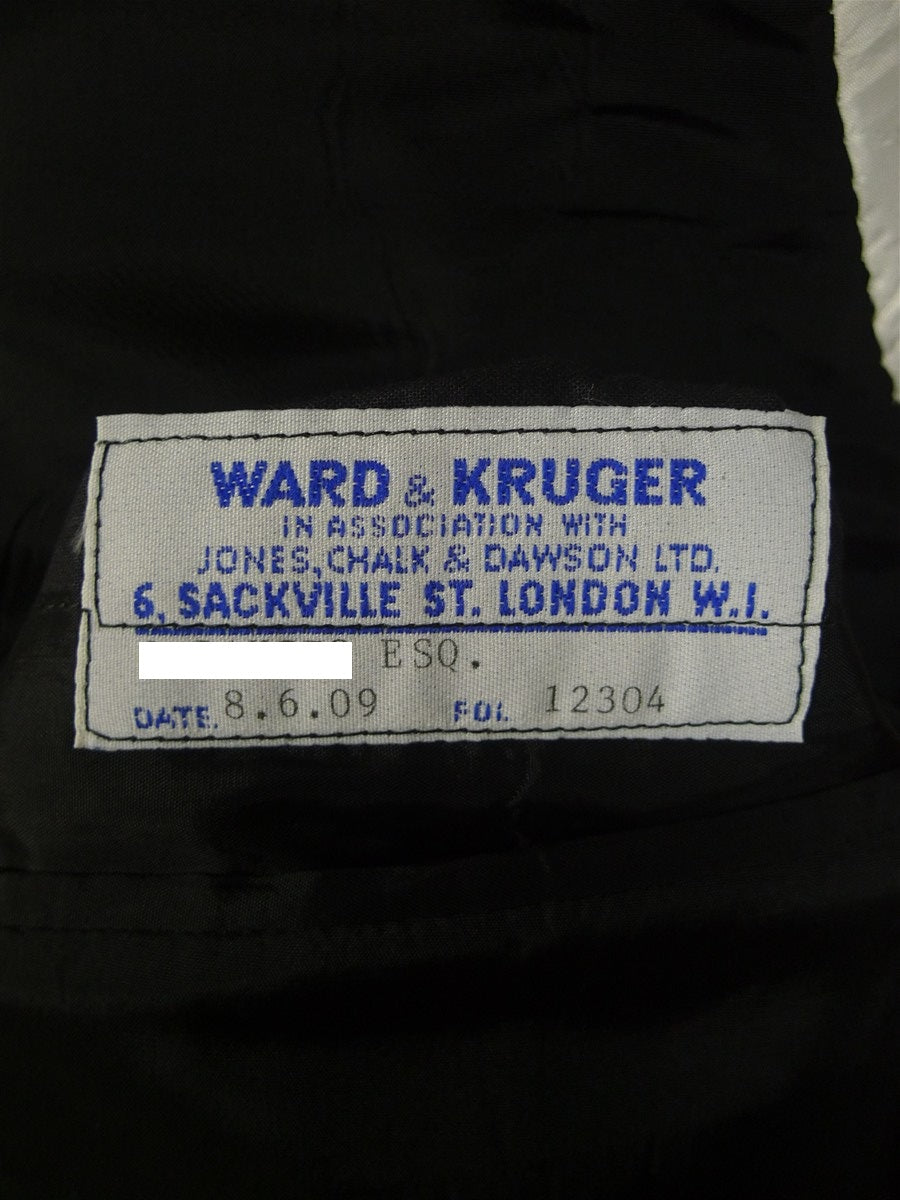 WARD & KRUGER
IN ASSOCIATION WITH
JONES, CHALK & DAWSON LTD.
6, SACKVILLE ST. LONDON W.1.
ESQ.
DATE. 8.6.09 FOL. 12304